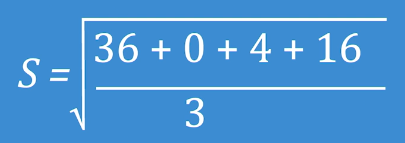 S = √((36 + 0 + 4 + 16) / 3)